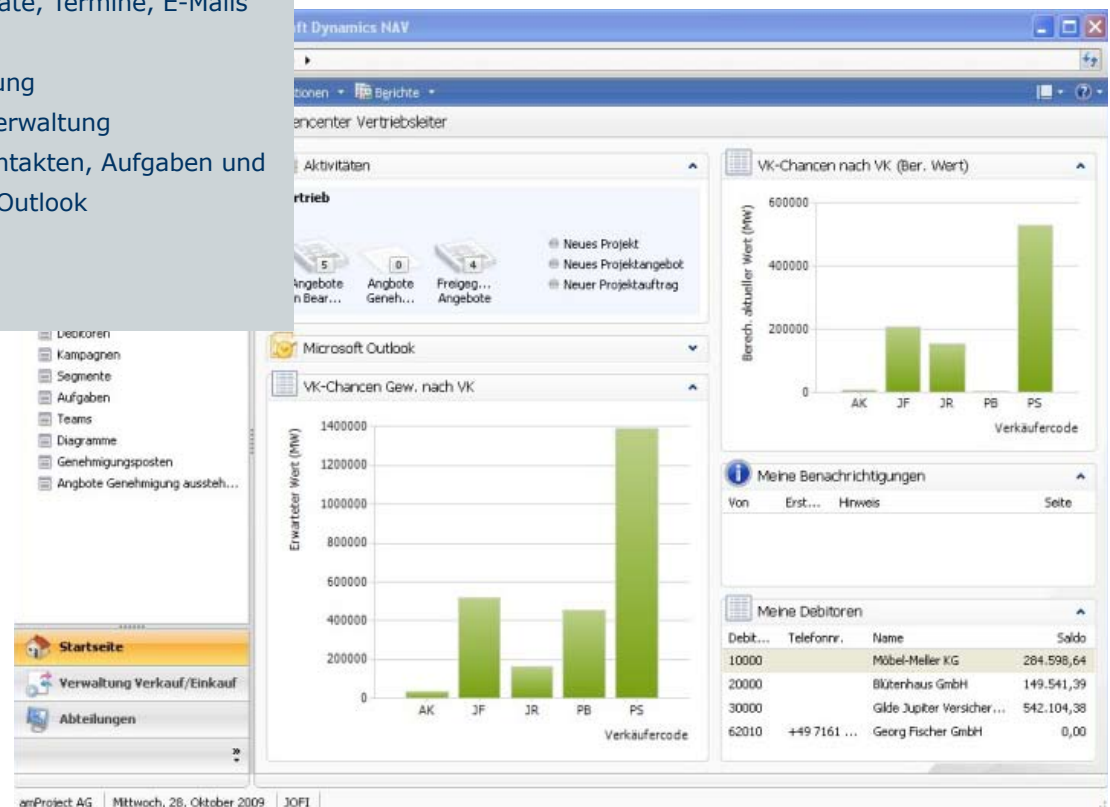 ate, Termine, E-Mails
ung
erwaltung
ntakten, Aufgaben und
Outlook
ft Dynamics NAV
tionen
Berichte
encenter Vertriebsleiter
Aktivitäten
rtrieb
5
0
4
Angebote
n Bear...
Angbote
Geneh...
Freigeg...
Angebote
Neues Projekt
Neues Projektangebot
Neuer Projektauftrag
Microsoft Outlook
VK-Chancen Gew. nach VK
Erwarteter Wert (MW)
1400000
1200000
1000000
800000
600000
400000
200000
0
AK JF JR PB PS
Verkäufercode
VK-Chancen nach VK (Ber. Wert)
Berech. aktueller Wert (MW)
600000
400000
200000
0
AK JF JR PB PS
Verkäufercode
Meine Benachrichtigungen
Von Erst... Hinweis Seite
Meine Debitoren
Debit... Telefonnr. Name Saldo
10000 Möbel-Meller KG 284.598,64
20000 Blütenhaus GmbH 149.541,39
30000 Gilde Jupiter Versicher... 542.104,38
62010 +49 7161 ... Georg Fischer GmbH 0,00
Debitoren
Kampagnen
Segmente
Aufgaben
Teams
Diagramme
Genehmigungsposten
Angbote Genehmigung aussteh...
Startseite
Verwaltung Verkauf/Einkauf
Abteilungen
amProject AG Mittwoch, 28. Oktober 2009 JOFI